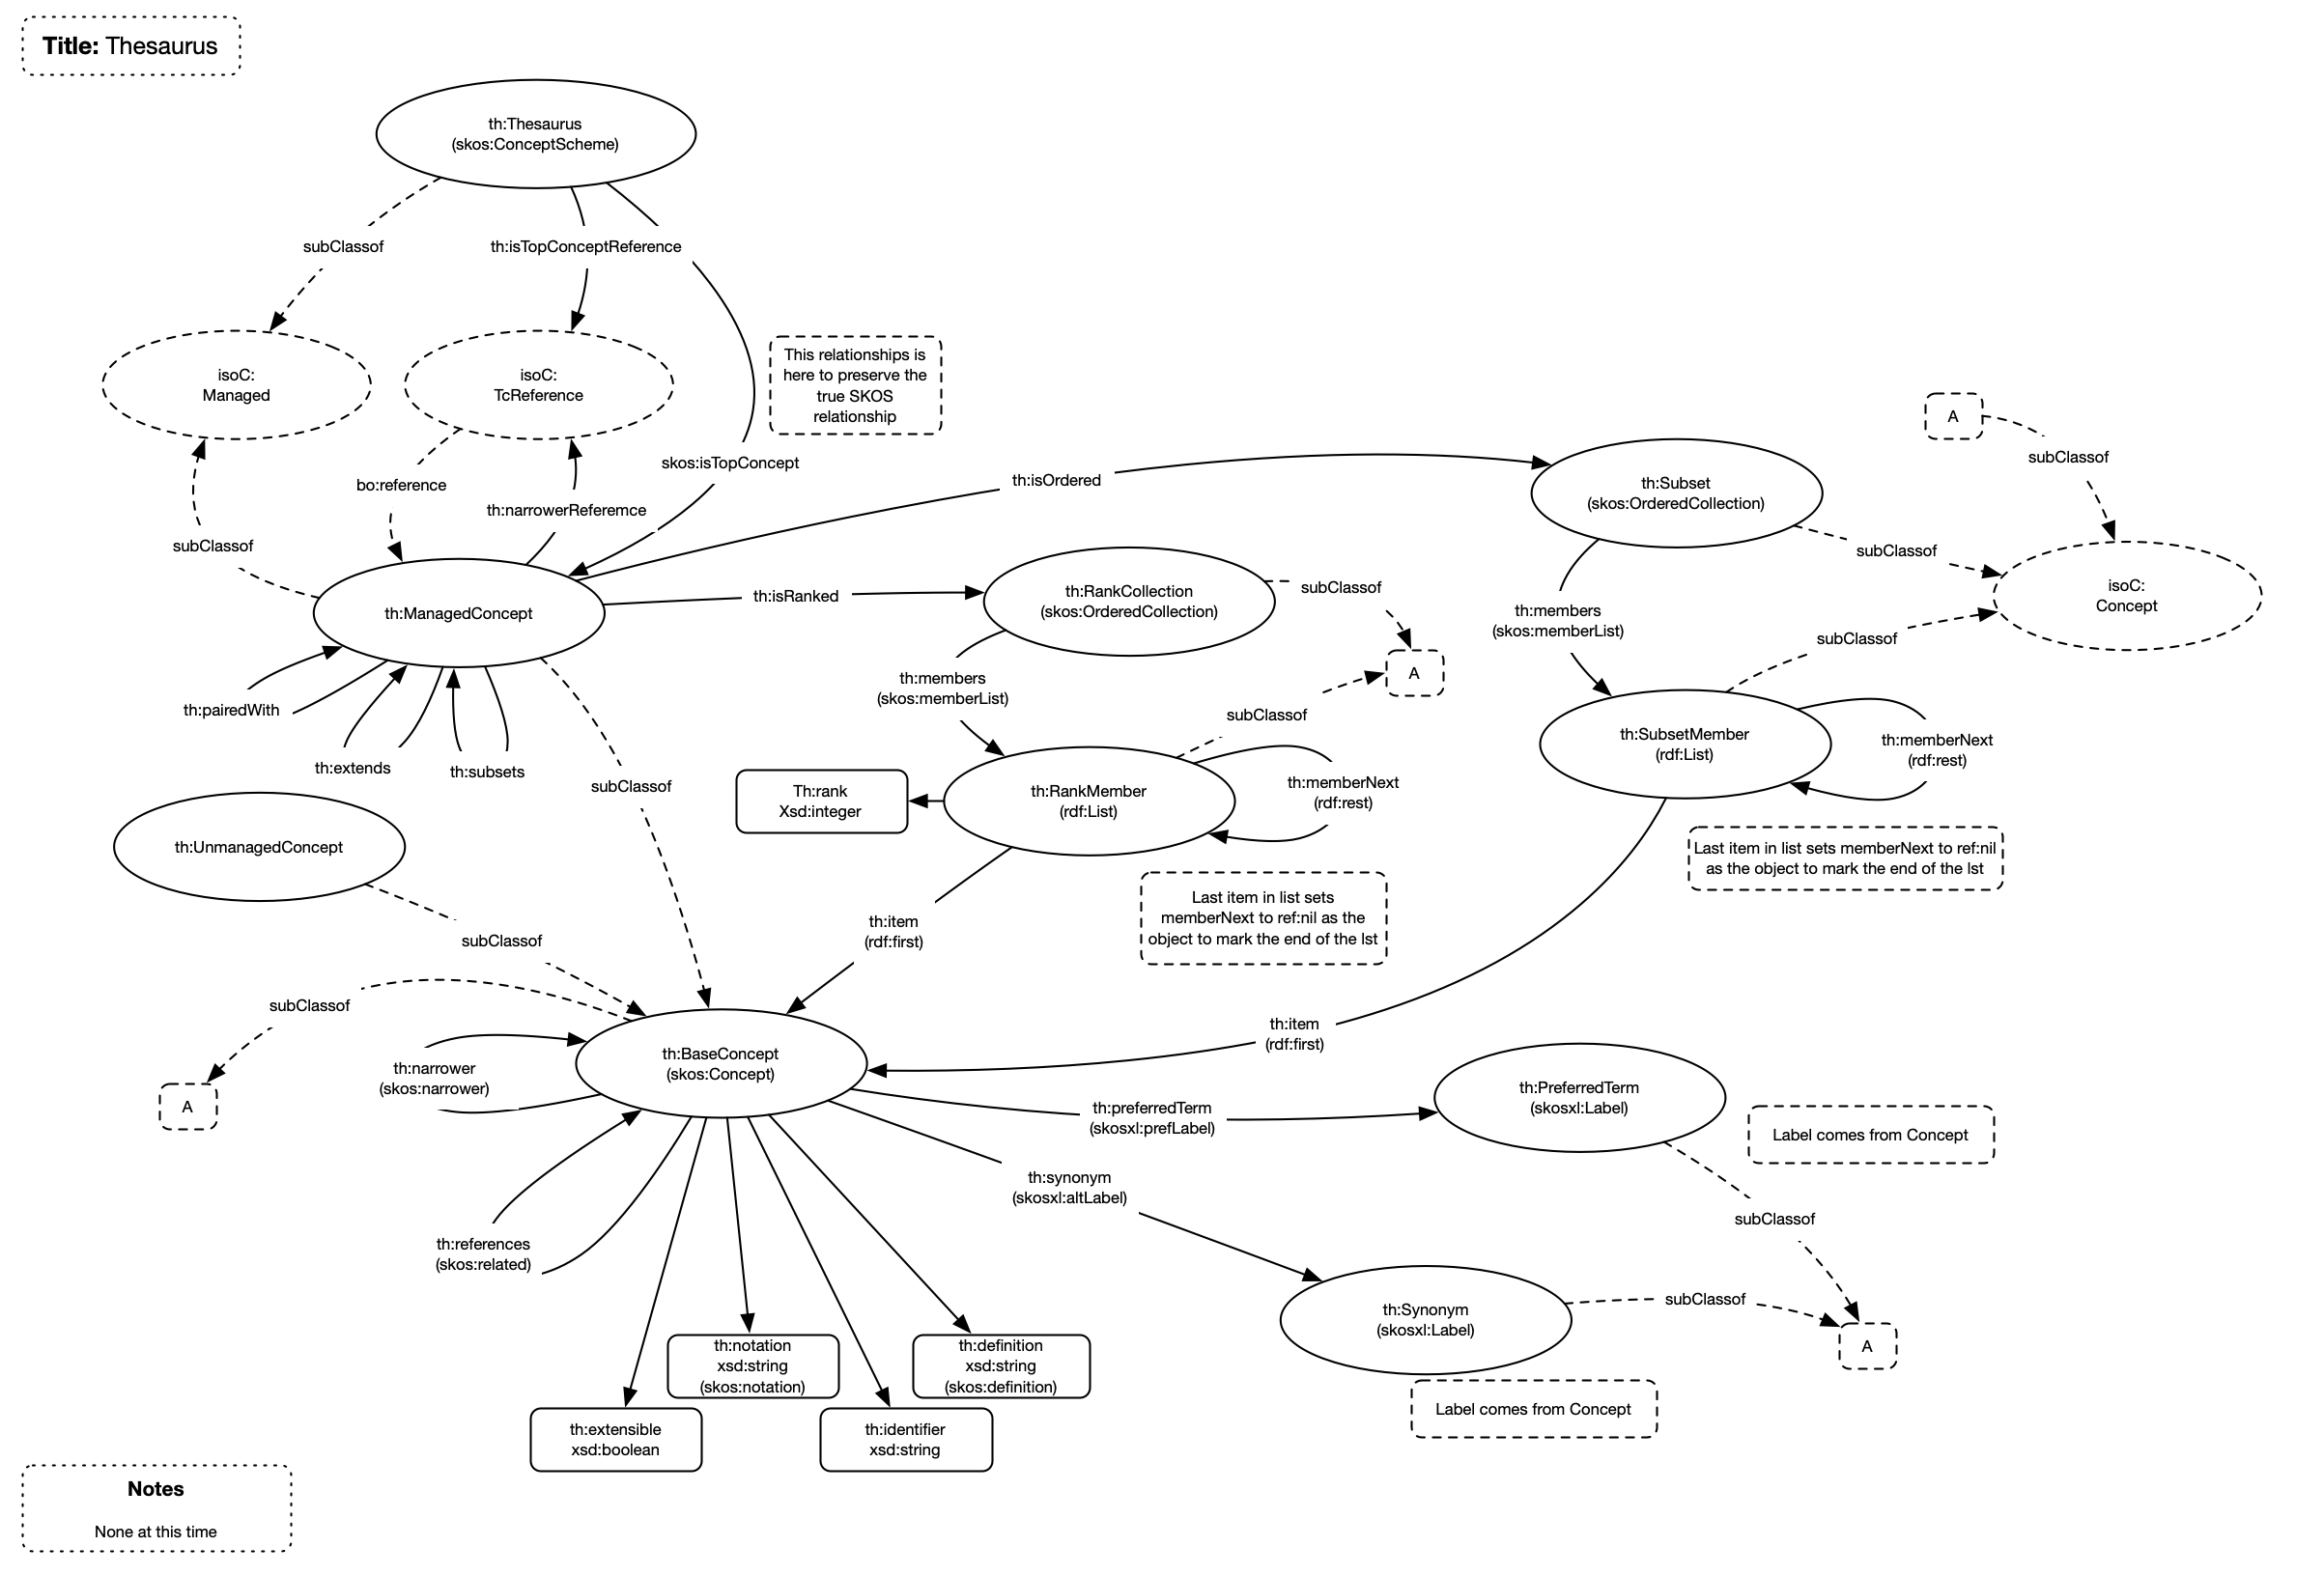 Title: Thesaurus
th:Thesaurus
(skos:ConceptScheme)
subClassof
th:isTopConceptReference
isoC:
Managed
isoC:
TcReference
This relationships is
here to preserve the
true SKOS
relationship
A
subClassof
skos:isTopConcept
bo:reference
th:narrowerRefremce
th:isOrdered
th:Subset
(skos:OrderedCollection)
subClassof
subClassof
isoC:
Concept
th:ManagedConcept
th:isRanked
th:RankCollection
(skos:OrderedCollection)
subClassof
th:members
(skos:memberList)
subClassof
A
th:members
(skos:memberList)
th:pairedWith
subClassof
th:extends
th:subsets
subClassof
th:SubsetMember
(rdf:List)
th:memberNext
(rdf:rest)
Th:rank
Xsd:integer
th:RankMember
(rdf:List)
th:memberNext
(rdf:rest)
th:UnmanagedConcept
Last item in list sets memberNext to ref:nil
as the object to mark the end of the lst
Last item in list sets
memberNext to ref:nil as the
object to mark the end of the lst
th:item
(rdf:first)
subClassof
subClassof
th:item
(rdf:first)
th:narrower
(skos:narrower)
th:BaseConcept
(skos:Concept)
A
th:preferredTerm
(skosxl:prefLabel)
th:PreferredTerm
(skosxl:Label)
Label comes from Concept
th:synonym
(skosxl:altLabel)
subClassof
th:references
(skos:related)
th:Synonym
(skosxl:Label)
subClassof
A
th:notation
xsd:string
(skos:notation)
th:definition
xsd:string
(skos:definition)
Label comes from Concept
th:extensible
xsd:boolean
th:identifier
xsd:string
Notes
None at this time